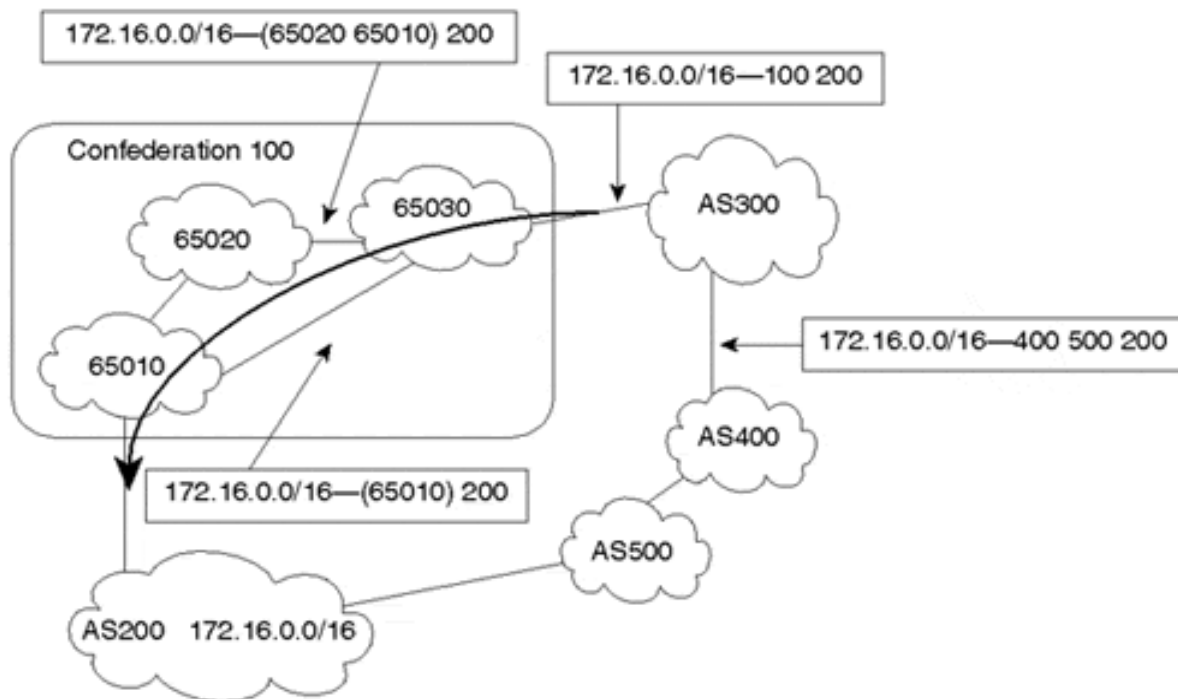 172.16.0.0/16—(65020 65010) 200
172.16.0.0/16—100 200
Confederation 100
65030
AS300
65020
172.16.0.0/16—400 500 200
65010
AS400
172.16.0.0/16—(65010) 200
AS500
AS200 172.16.0.0/16